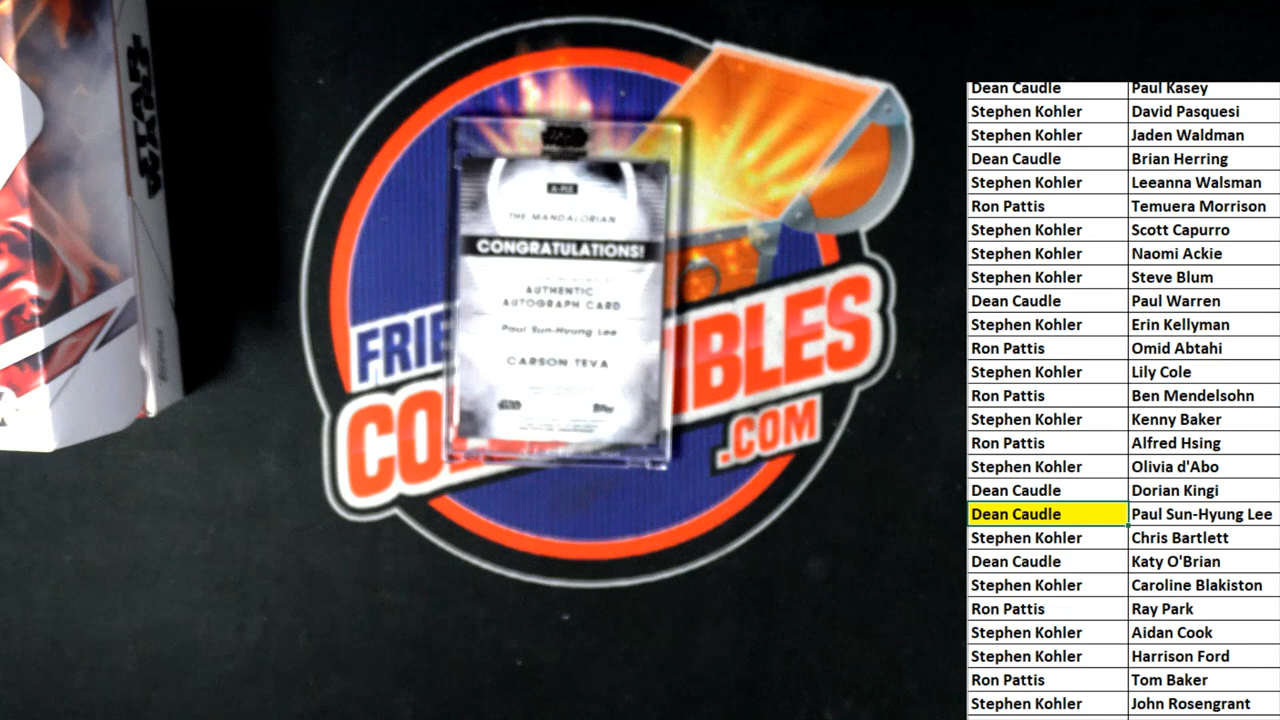 STAR
WARS
A-PSL
THE MANDALORIAN
CONGRATULATIONS!
AUTHENTIC
AUTOGRAPH CARD
Paul Sun-Hyung Lee
CARSON TEVA
STAR WARS
topps
FRIE
CO IBLES
.COM
Dean Caudle Paul Kasey
Stephen Kohler David Pasquesi
Stephen Kohler Jaden Waldman
Dean Caudle Brian Herring
Stephen Kohler Leeanna Walsman
Ron Pattis Temuera Morrison
Stephen Kohler Scott Capurro
Stephen Kohler Naomi Ackie
Stephen Kohler Steve Blum
Dean Caudle Paul Warren
Stephen Kohler Erin Kellyman
Ron Pattis Omid Abtahi
Stephen Kohler Lily Cole
Ron Pattis Ben Mendelsohn
Stephen Kohler Kenny Baker
Ron Pattis Alfred Hsing
Stephen Kohler Olivia d'Abo
Dean Caudle Dorian Kingi
Dean Caudle Paul Sun-Hyung Lee
Stephen Kohler Chris Bartlett
Dean Caudle Katy O'Brian
Stephen Kohler Caroline Blakiston
Ron Pattis Ray Park
Stephen Kohler Aidan Cook
Stephen Kohler Harrison Ford
Ron Pattis Tom Baker
Stephen Kohler John Rosengrant